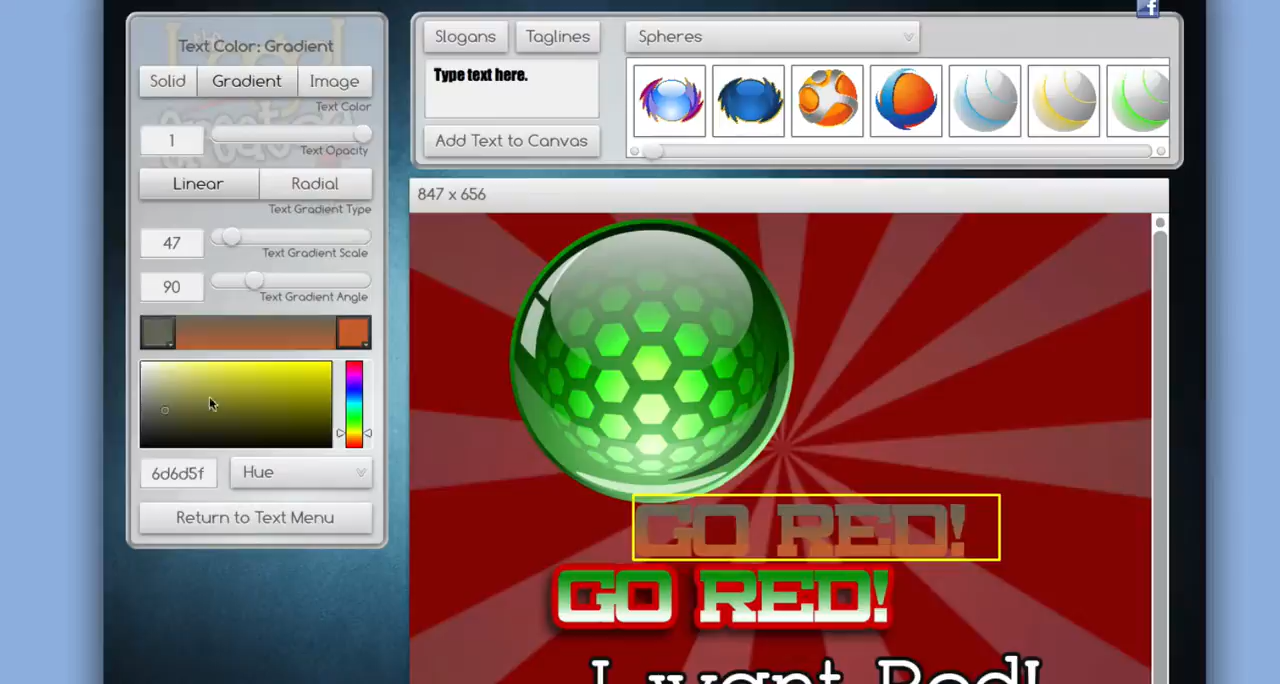 Text Color: Gradient
Solid
Gradient
Image
Text Color
1
Text Opacity
Linear
Radial
Text Gradient Type
47
Text Gradient Scale
90
Text Gradient Angle
6d6d5f
Hue
Return to Text Menu
Slogans
Taglines
Spheres
Type text here.
Add Text to Canvas
f
847 x 656
GO RED!
GO RED!
I want Red!